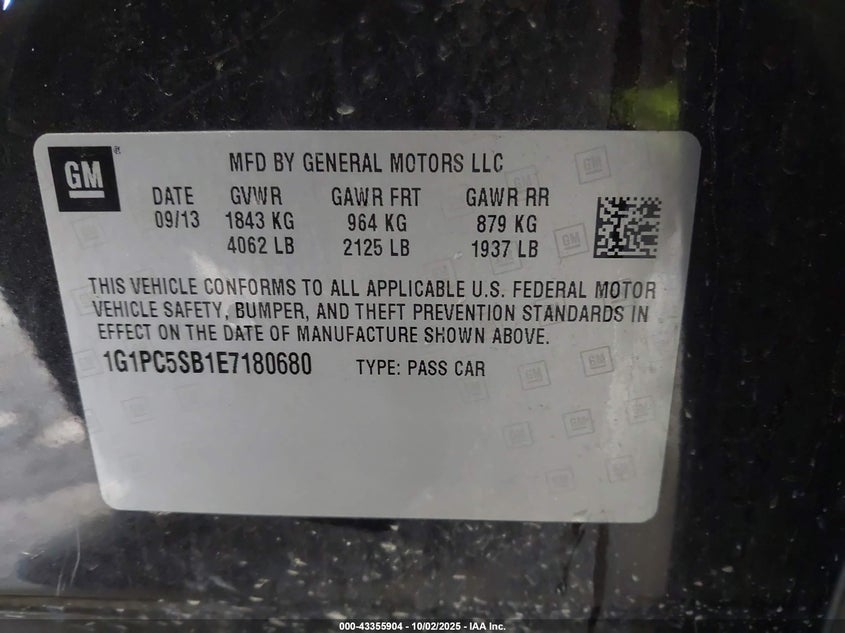 GM
MFD BY GENERAL MOTORS LLC
DATE GVWR GAWR FRT GAWR RR
09/13 1843 KG 964 KG 879 KG
4062 LB 2125 LB 1937 LB
THIS VEHICLE CONFORMS TO ALL APPLICABLE U.S. FEDERAL MOTOR
VEHICLE SAFETY, BUMPER, AND THEFT PREVENTION STANDARDS IN
EFFECT ON THE DATE OF MANUFACTURE SHOWN ABOVE.
1G1PC5SB1E7180680 TYPE: PASS CAR
000-43355904 - 10/02/2025 - IAA Inc.